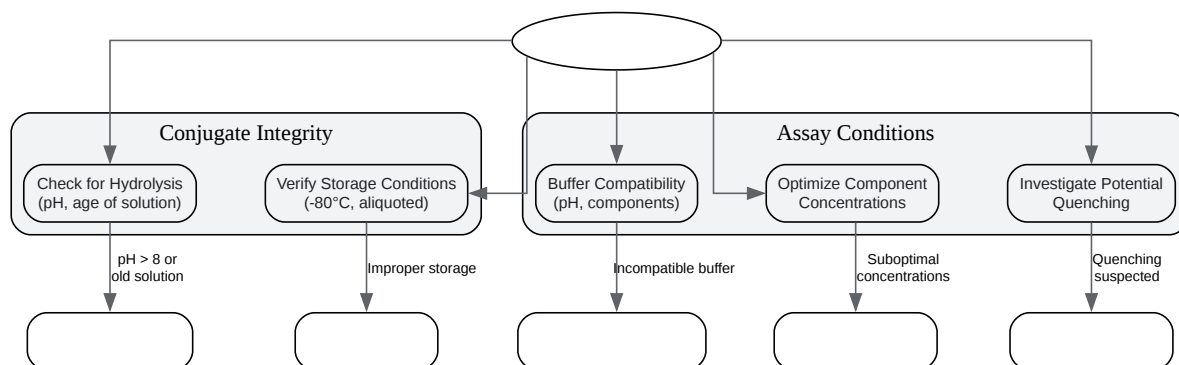 Conjugate Integrity
Assay Conditions
Check for Hydrolysis
(pH, age of solution)
Verify Storage Conditions
(-80°C, aliquoted)
Buffer Compatibility
(pH, components)
Optimize Component
Concentrations
Investigate Potential
Quenching
pH > 8 or
old solution
Improper storage
Incompatible buffer
Suboptimal
concentrations
Quenching
suspected